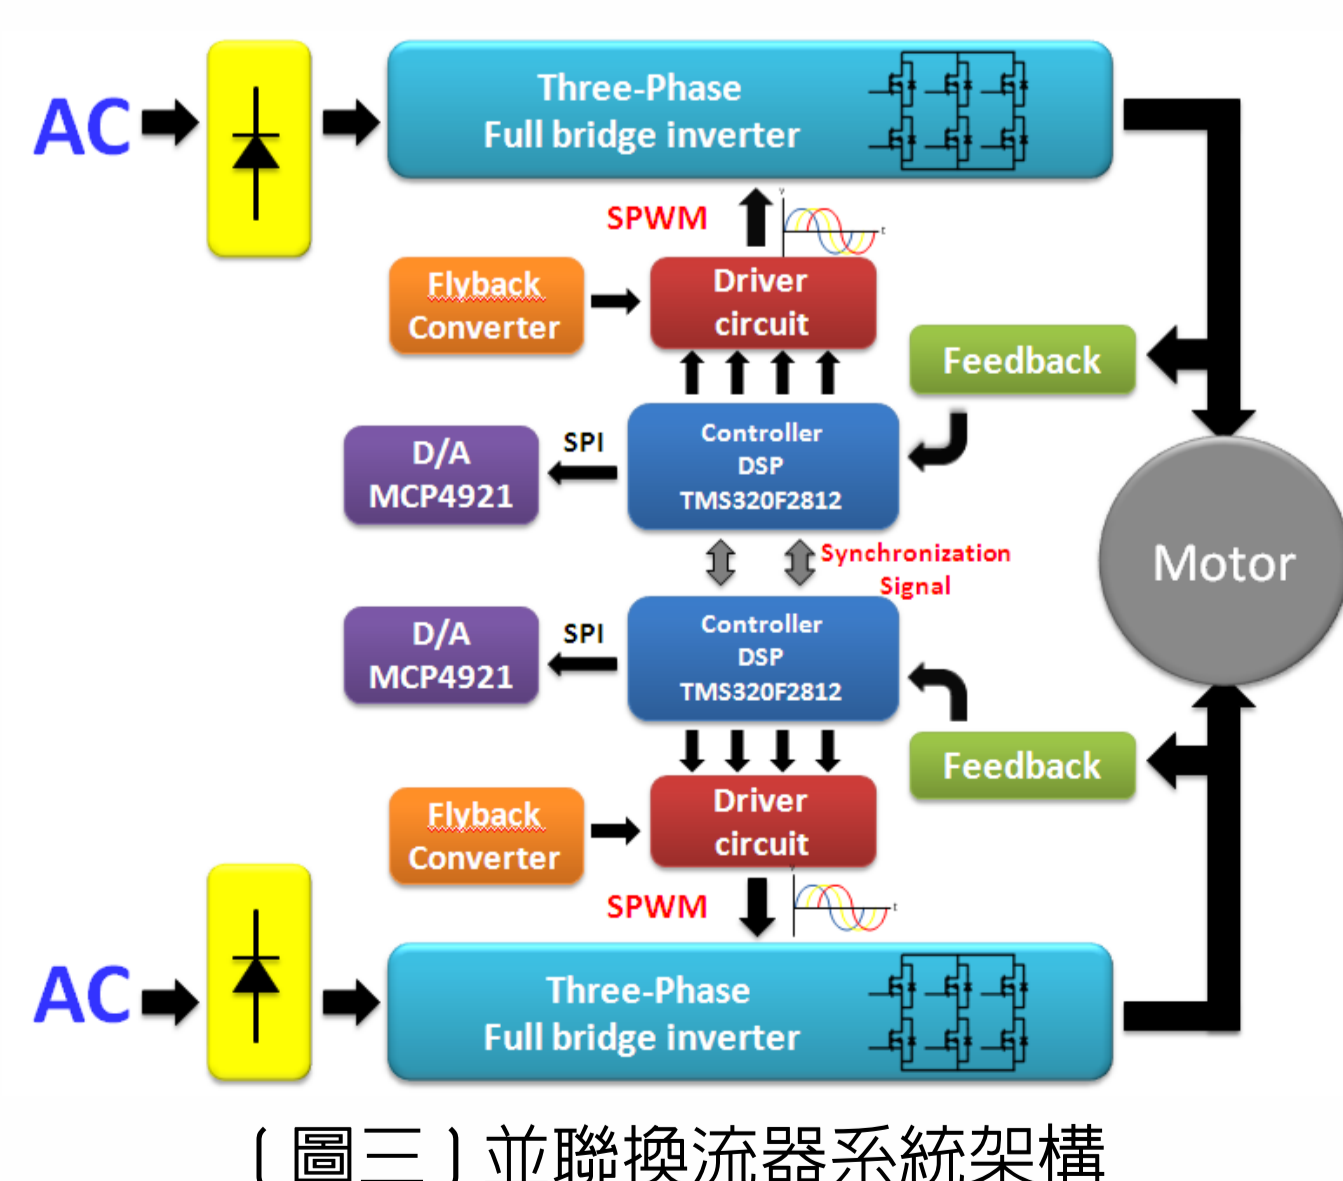 AC
Three-Phase
Full bridge inverter
SPWM
v
t
Flyback
Converter
Driver
circuit
Feedback
D/A
MCP4921
SPI
Controller
DSP
TMS320F2812
Synchronization
Signal
Motor
D/A
MCP4921
SPI
Controller
DSP
TMS320F2812
Feedback
Flyback
Converter
Driver
circuit
SPWM
v
t
AC
Three-Phase
Full bridge inverter
(圖三)並聯換流器系統架構